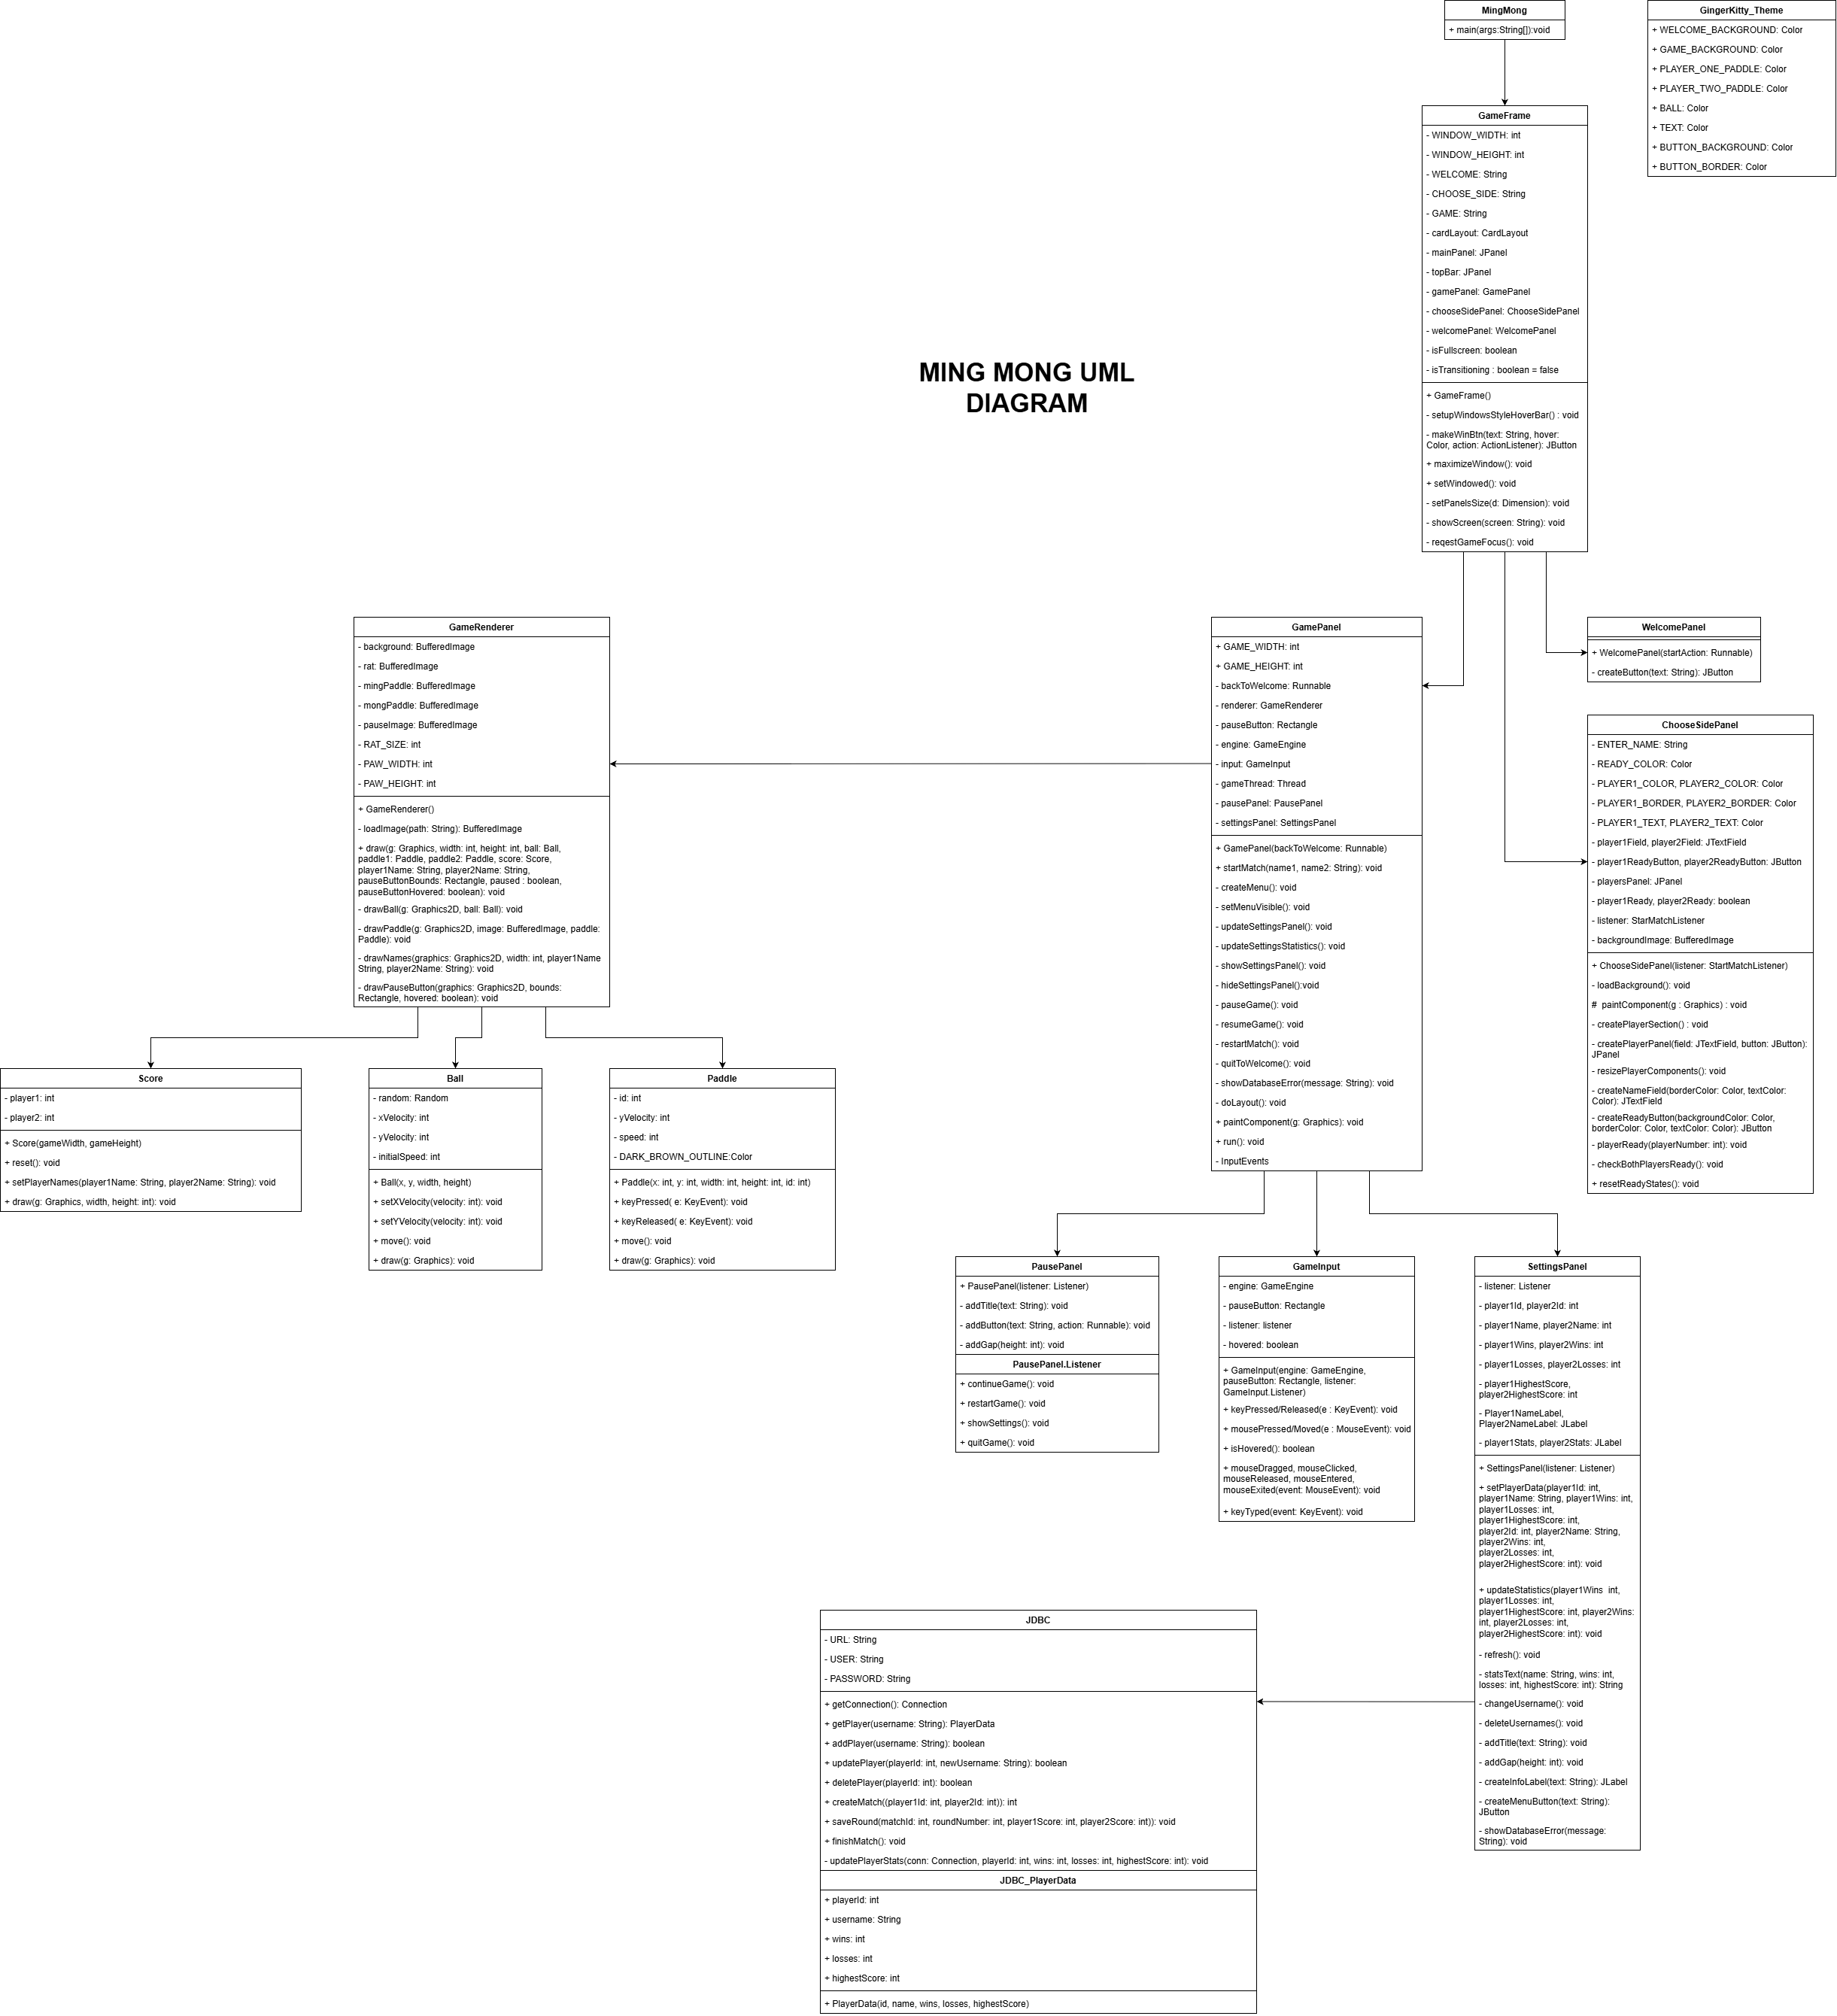 MingMong
+ main(args:String[]):void
GingerKitty_Theme
+ WELCOME_BACKGROUND: Color
+ GAME_BACKGROUND: Color
+ PLAYER_ONE_PADDLE: Color
+ PLAYER_TWO_PADDLE: Color
+ BALL: Color
+ TEXT: Color
+ BUTTON_BACKGROUND: Color
+ BUTTON_BORDER: Color
GameFrame
- WINDOW_WIDTH: int
- WINDOW_HEIGHT: int
- WELCOME: String
- CHOOSE_SIDE: String
- GAME: String
- cardLayout: CardLayout
- mainPanel: JPanel
- topBar: JPanel
- gamePanel: GamePanel
- chooseSidePanel: ChooseSidePanel
- welcomePanel: WelcomePanel
- isFullscreen: boolean
- isTransitioning : boolean = false
+ GameFrame()
- setupWindowsStyleHoverBar() : void
- makeWinBtn(text: String, hover:
Color, action: ActionListener): JButton
+ maximizeWindow(): void
+ setWindowed(): void
- setPanelsSize(d: Dimension): void
- showScreen(screen: String): void
- reqestGameFocus(): void
MING MONG UML
DIAGRAM
GameRenderer
- background: BufferedImage
- rat: BufferedImage
- mingPaddle: BufferedImage
- mongPaddle: BufferedImage
- pauseImage: BufferedImage
- RAT_SIZE: int
- PAW_WIDTH: int
- PAW_HEIGHT: int
+ GameRenderer()
- loadImage(path: String): BufferedImage
+ draw(g: Graphics, width: int, height: int, ball: Ball,
paddle1: Paddle, paddle2: Paddle, score: Score,
player1Name: String, player2Name: String,
pauseButtonBounds: Rectangle, paused : boolean,
pauseButtonHovered: boolean): void
- drawBall(g: Graphics2D, ball: Ball): void
- drawPaddle(g: Graphics2D, image: BufferedImage, paddle:
Paddle): void
- drawNames(graphics: Graphics2D, width: int, player1Name
String, player2Name: String): void
- drawPauseButton(graphics: Graphics2D, bounds:
Rectangle, hovered: boolean): void
GamePanel
+ GAME_WIDTH: int
+ GAME_HEIGHT: int
- backToWelcome: Runnable
- renderer: GameRenderer
- pauseButton: Rectangle
- engine: GameEngine
- input: GameInput
- gameThread: Thread
- pausePanel: PausePanel
- settingsPanel: SettingsPanel
+ GamePanel(backToWelcome: Runnable)
+ startMatch(name1, name2: String): void
- createMenu(): void
- setMenuVisible(): void
- updateSettingsPanel(): void
- updateSettingsStatistics(): void
- showSettingsPanel(): void
- hideSettingsPanel():void
- pauseGame(): void
- resumeGame(): void
- restartMatch(): void
- quitToWelcome(): void
- showDatabaseError(message: String): void
- doLayout(): void
+ paintComponent(g: Graphics): void
+ run(): void
- InputEvents
WelcomePanel
+ WelcomePanel(startAction: Runnable)
- createButton(text: String): JButton
ChooseSidePanel
- ENTER_NAME: String
- READY_COLOR: Color
- PLAYER1_COLOR, PLAYER2_COLOR: Color
- PLAYER1_BORDER, PLAYER2_BORDER: Color
- PLAYER1_TEXT, PLAYER2_TEXT: Color
- player1Field, player2Field: JTextField
- player1ReadyButton, player2ReadyButton: JButton
- playersPanel: JPanel
- player1Ready, player2Ready: boolean
- listener: StarMatchListener
- backgroundImage: BufferedImage
+ ChooseSidePanel(listener: StartMatchListener)
- loadBackground(): void
# paintComponent(g : Graphics) : void
- createPlayerSection() : void
- createPlayerPanel(field: JTextField, button: JButton):
JPanel
- resizePlayerComponents(): void
- createNameField(borderColor: Color, textColor:
Color): JTextField
- createReadyButton(backgroundColor: Color,
borderColor: Color, textColor: Color): JButton
- playerReady(playerNumber: int): void
- checkBothPlayersReady(): void
+ resetReadyStates(): void
Score
- player1: int
- player2: int
+ Score(gameWidth, gameHeight)
+ reset(): void
+ setPlayerNames(player1Name: String, player2Name: String): void
+ draw(g: Graphics, width, height: int): void
Ball
- random: Random
- xVelocity: int
- yVelocity: int
- initialSpeed: int
+ Ball(x, y, width, height)
+ setXVelocity(velocity: int): void
+ setYVelocity(velocity: int): void
+ move(): void
+ draw(g: Graphics): void
Paddle
- id: int
- yVelocity: int
- speed: int
- DARK_BROWN_OUTLINE:Color
+ Paddle(x: int, y: int, width: int, height: int, id: int)
+ keyPressed( e: KeyEvent): void
+ keyReleased( e: KeyEvent): void
+ move(): void
+ draw(g: Graphics): void
PausePanel
+ PausePanel(listener: Listener)
- addTitle(text: String): void
- addButton(text: String, action: Runnable): void
- addGap(height: int): void
PausePanel.Listener
+ continueGame(): void
+ restartGame(): void
+ showSettings(): void
+ quitGame(): void
GameInput
- engine: GameEngine
- pauseButton: Rectangle
- listener: listener
- hovered: boolean
+ GameInput(engine: GameEngine,
pauseButton: Rectangle, listener:
GameInput.Listener)
+ keyPressed/Released(e : KeyEvent): void
+ mousePressed/Moved(e : MouseEvent): void
+ isHovered(): boolean
+ mouseDragged, mouseClicked,
mouseReleased, mouseEntered,
mouseExited(event: MouseEvent): void
+ keyTyped(event: KeyEvent): void
SettingsPanel
- listener: Listener
- player1Id, player2Id: int
- player1Name, player2Name: int
- player1Wins, player2Wins: int
- player1Losses, player2Losses: int
- player1HighestScore,
player2HighestScore: int
- Player1NameLabel,
Player2NameLabel: JLabel
- player1Stats, player2Stats: JLabel
+ SettingsPanel(listener: Listener)
+ setPlayerData(player1Id: int,
player1Name: String, player1Wins: int,
player1Losses: int,
player1HighestScore: int,
player2Id: int, player2Name: String,
player2Wins: int,
player2Losses: int,
player2HighestScore: int): void
+ updateStatistics(player1Wins int,
player1Losses: int,
player1HighestScore: int, player2Wins:
int, player2Losses: int,
player2HighestScore: int): void
- refresh(): void
- statsText(name: String, wins: int,
losses: int, highestScore: int): String
- changeUsername(): void
- deleteUsernames(): void
- addTitle(text: String): void
- addGap(height: int): void
- createInfoLabel(text: String): JLabel
- createMenuButton(text: String):
JButton
- showDatabaseError(message:
String): void
JDBC
- URL: String
- USER: String
- PASSWORD: String
+ getConnection(): Connection
+ getPlayer(username: String): PlayerData
+ addPlayer(username: String): boolean
+ updatePlayer(playerId: int, newUsername: String): boolean
+ deletePlayer(playerId: int): boolean
+ createMatch((player1Id: int, player2Id: int)): int
+ saveRound(matchId: int, roundNumber: int, player1Score: int, player2Score: int)): void
+ finishMatch(): void
- updatePlayerStats(conn: Connection, playerId: int, wins: int, losses: int, highestScore: int): void
JDBC_PlayerData
+ playerId: int
+ username: String
+ wins: int
+ losses: int
+ highestScore: int
+ PlayerData(id, name, wins, losses, highestScore)